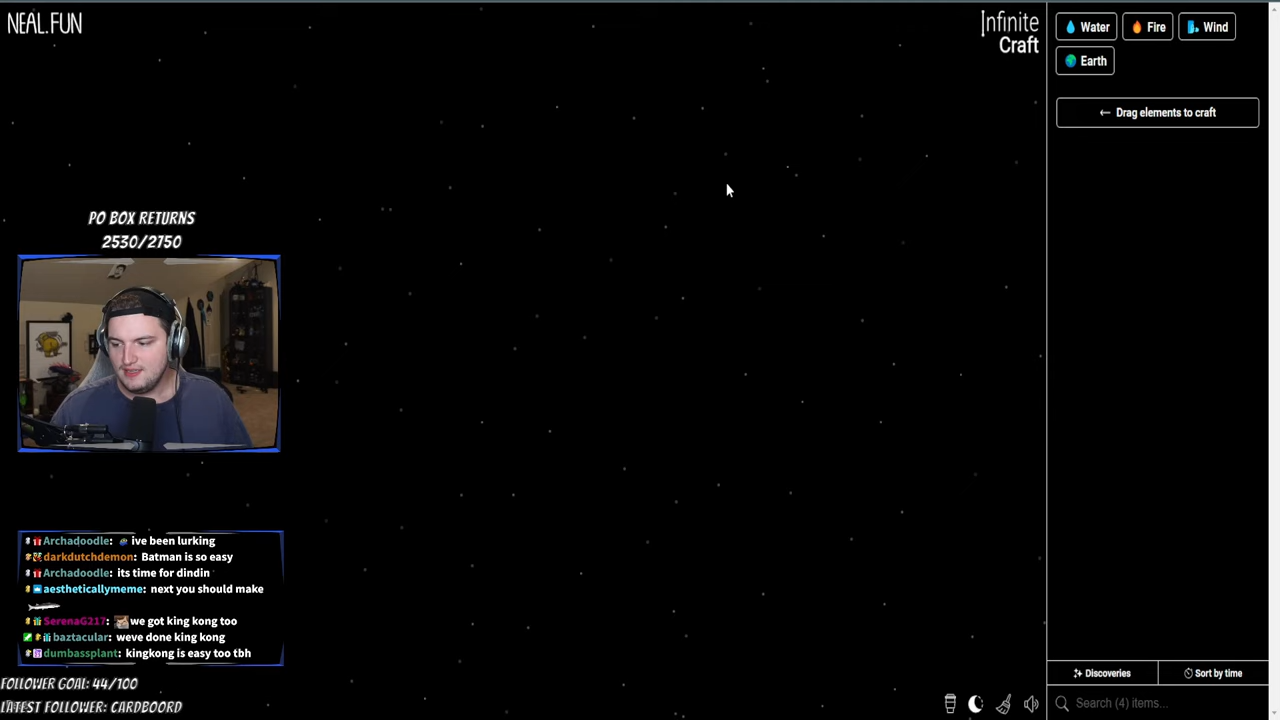 NEAL.FUN
Infinite
Craft
Water
Fire
Wind
Earth
← Drag elements to craft
PO BOX RETURNS
2530/2750
Archadoodle: ive been lurking
darkdutchdemon: Batman is so easy
Archadoodle: its time for dindin
aestheticallymeme: next you should make
SerenaG217: we got king kong too
baztacular: weve done king kong
dumbassplant: kingkong is easy too tbh
FOLLOWER GOAL: 44/100
LATEST FOLLOWER: CARDBOORD
Discoveries
Sort by time
Search (4) items...